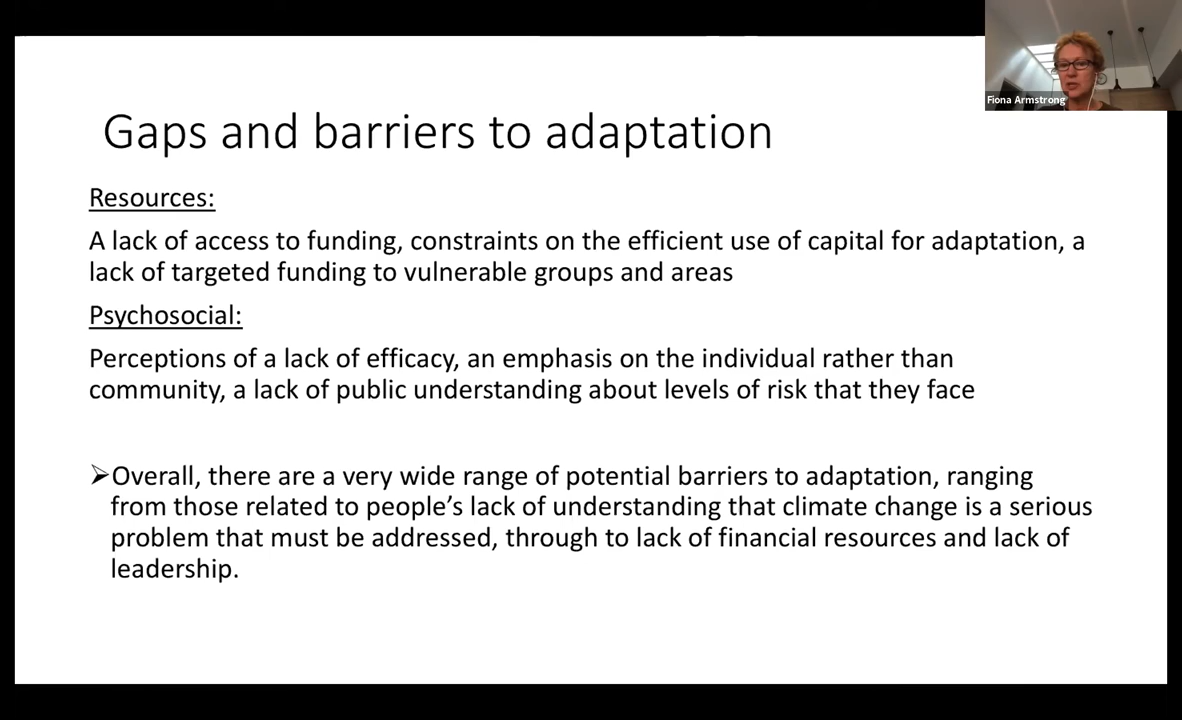 Fiona Armstrong
Gaps and barriers to adaptation
Resources:
A lack of access to funding, constraints on the efficient use of capital for adaptation, a
lack of targeted funding to vulnerable groups and areas
Psychosocial:
Perceptions of a lack of efficacy, an emphasis on the individual rather than
community, a lack of public understanding about levels of risk that they face
➢Overall, there are a very wide range of potential barriers to adaptation, ranging
from those related to people’s lack of understanding that climate change is a serious
problem that must be addressed, through to lack of financial resources and lack of
leadership.